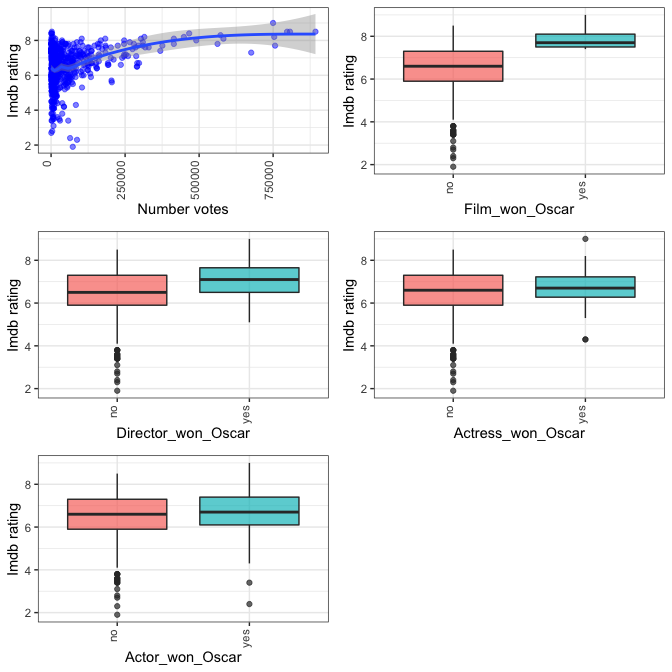 Imdb rating
8
6
4
2
0
250000
500000
750000
Number votes
Imdb rating
8
6
4
2
no
yes
Film_won_Oscar
Imdb rating
8
6
4
2
no
yes
Director_won_Oscar
Imdb rating
8
6
4
2
no
yes
Actress_won_Oscar
Imdb rating
8
6
4
2
no
yes
Actor_won_Oscar